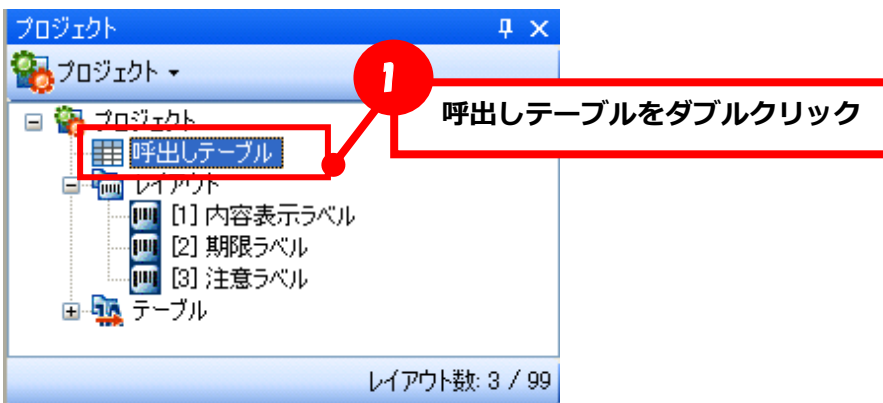 プロジェクト
プロジェクト
1
呼出しテーブルをダブルクリック
プロジェクト
呼出しテーブル
レイアウト
[1] 内容表示ラベル
[2] 期限ラベル
[3] 注意ラベル
テーブル
レイアウト数: 3 / 99